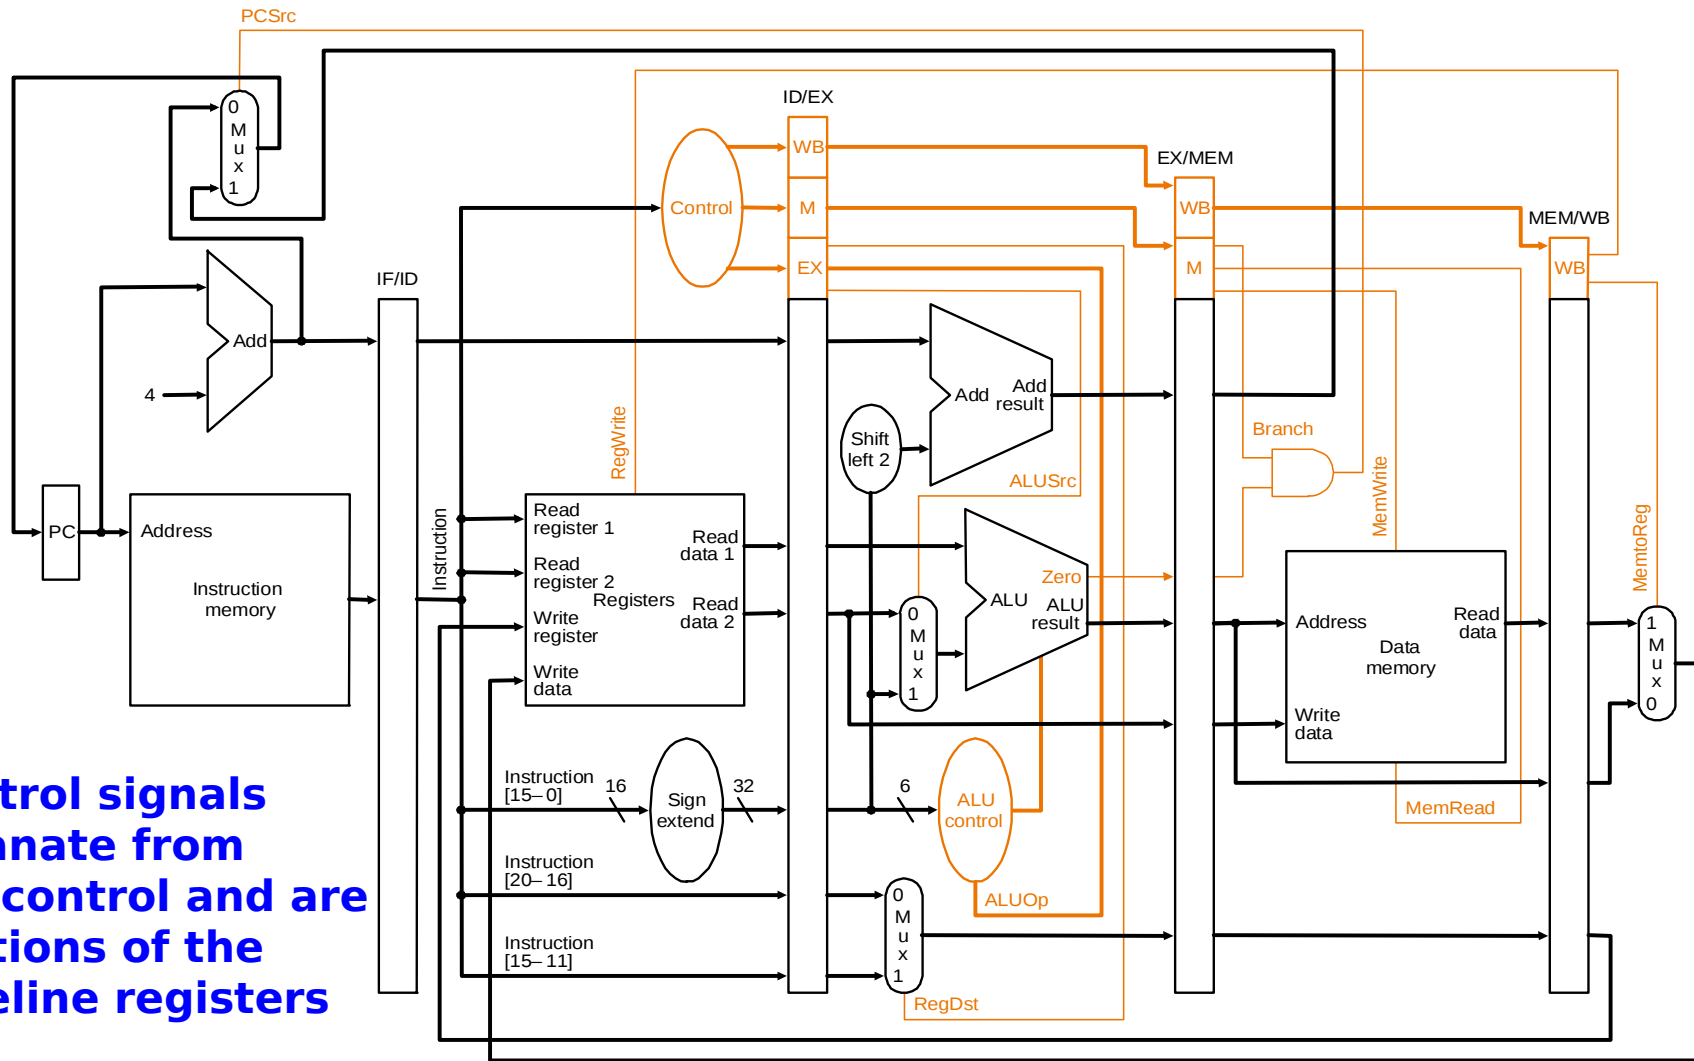 PCSrc
ID/EX
0
M
u
x
1
WB
EX/MEM
Control
M
WB
MEM/WB
IF/ID
EX
M
WB
Add
4
Add
Add
result
Shift
left 2
Branch
RegWrite
ALUSrc
MemWrite
MemtoReg
PC
Address
Instruction
memory
Instruction
Read
register 1
Read
register 2
Registers
Write
register
Write
data
Read
data 1
Read
data 2
0
M
u
x
1
Zero
ALU
ALU
result
Address
Read
data
Data
memory
Write
data
1
M
u
x
0
Instruction
[15–0]
16
Sign
extend
32
6
ALU
control
MemRead
Instruction
[20–16]
ALUOp
0
M
u
x
1
Instruction
[15–11]
RegDst
trol signals
anate from
control and are
tions of the
eline registers